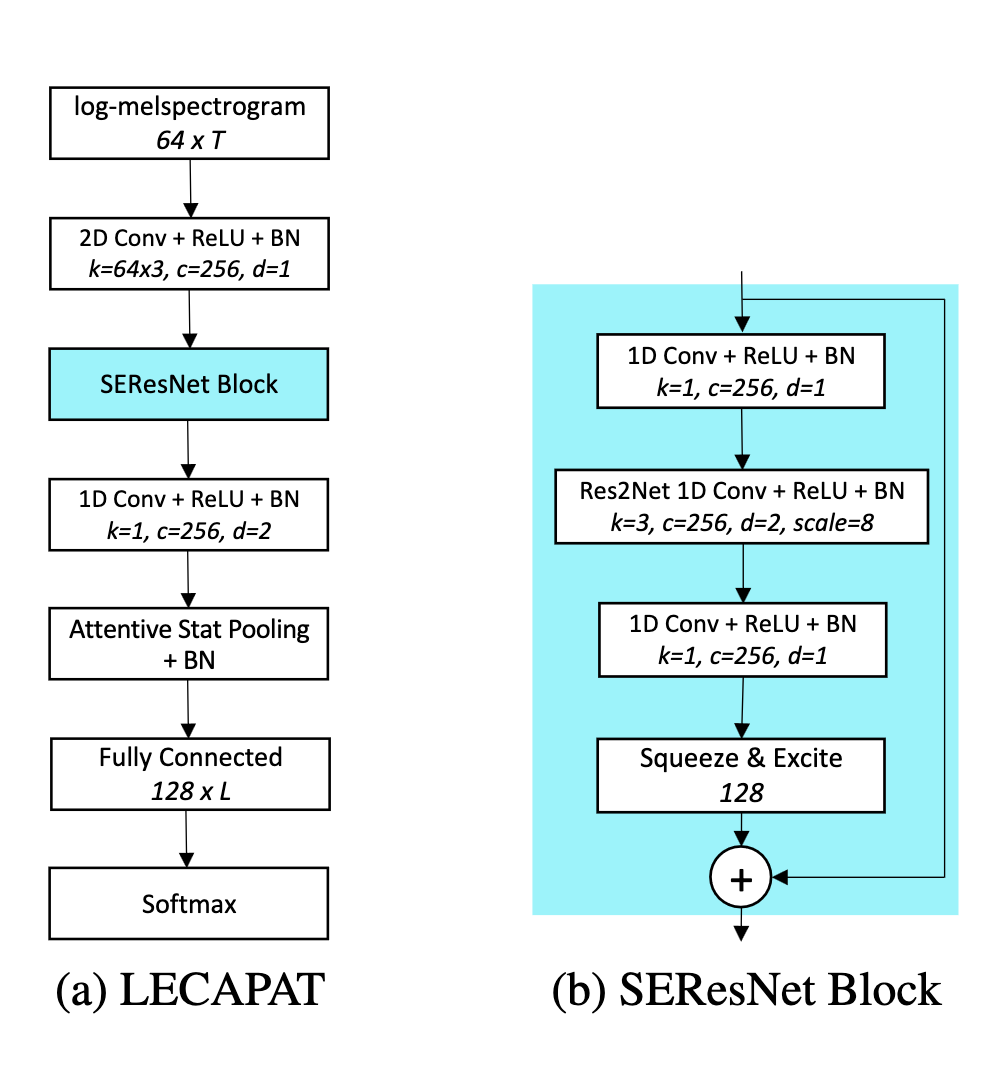 log-melspectrogram
64 x T
2D Conv + ReLU + BN
k=64x3, c=256, d=1
SEResNet Block
1D Conv + ReLU + BN
k=1, c=256, d=2
Attentive Stat Pooling
+ BN
Fully Connected
128 x L
Softmax
(a) LECAPAT
1D Conv + ReLU + BN
k=1, c=256, d=1
Res2Net 1D Conv + ReLU + BN
k=3, c=256, d=2, scale=8
1D Conv + ReLU + BN
k=1, c=256, d=1
Squeeze & Excite
128
+
(b) SEResNet Block